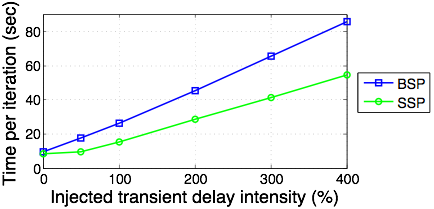 Time per iteration (sec)
80
60
40
20
0
0 50 100 200 300 400
Injected transient delay intensity (%)
BSP
SSP